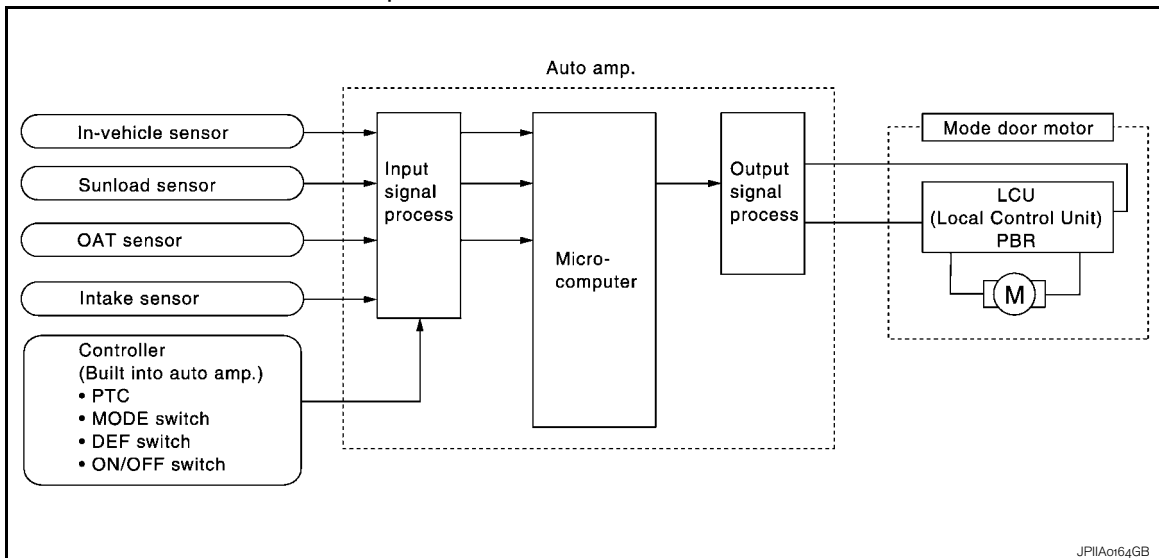 Auto amp.
In-vehicle sensor
Sunload sensor
OAT sensor
Intake sensor
Controller
(Built into auto amp.)
• PTC
• MODE switch
• DEF switch
• ON/OFF switch
Input
signal
process
Micro-
computer
Output
signal
process
Mode door motor
LCU
(Local Control Unit)
PBR
M
JPIIA0164GB